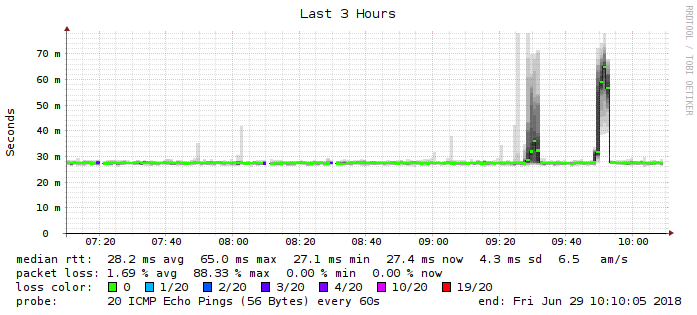 Last 3 Hours
RRDTOOL / TOBI OETIKER
Seconds
70 m
60 m
50 m
40 m
30 m
20 m
10 m
0
07:20 07:40 08:00 08:20 08:40 09:00 09:20 09:40 10:00
median rtt: 28.2 ms avg 65.0 ms max 27.1 ms min 27.4 ms now 4.3 ms sd 6.5 am/s
packet loss: 1.69 % avg 88.33 % max 0.00 % min 0.00 % now
loss color: 0 1/20 2/20 3/20 4/20 10/20 19/20
probe: 20 ICMP Echo Pings (56 Bytes) every 60s end: Fri Jun 29 10:10:05 2018